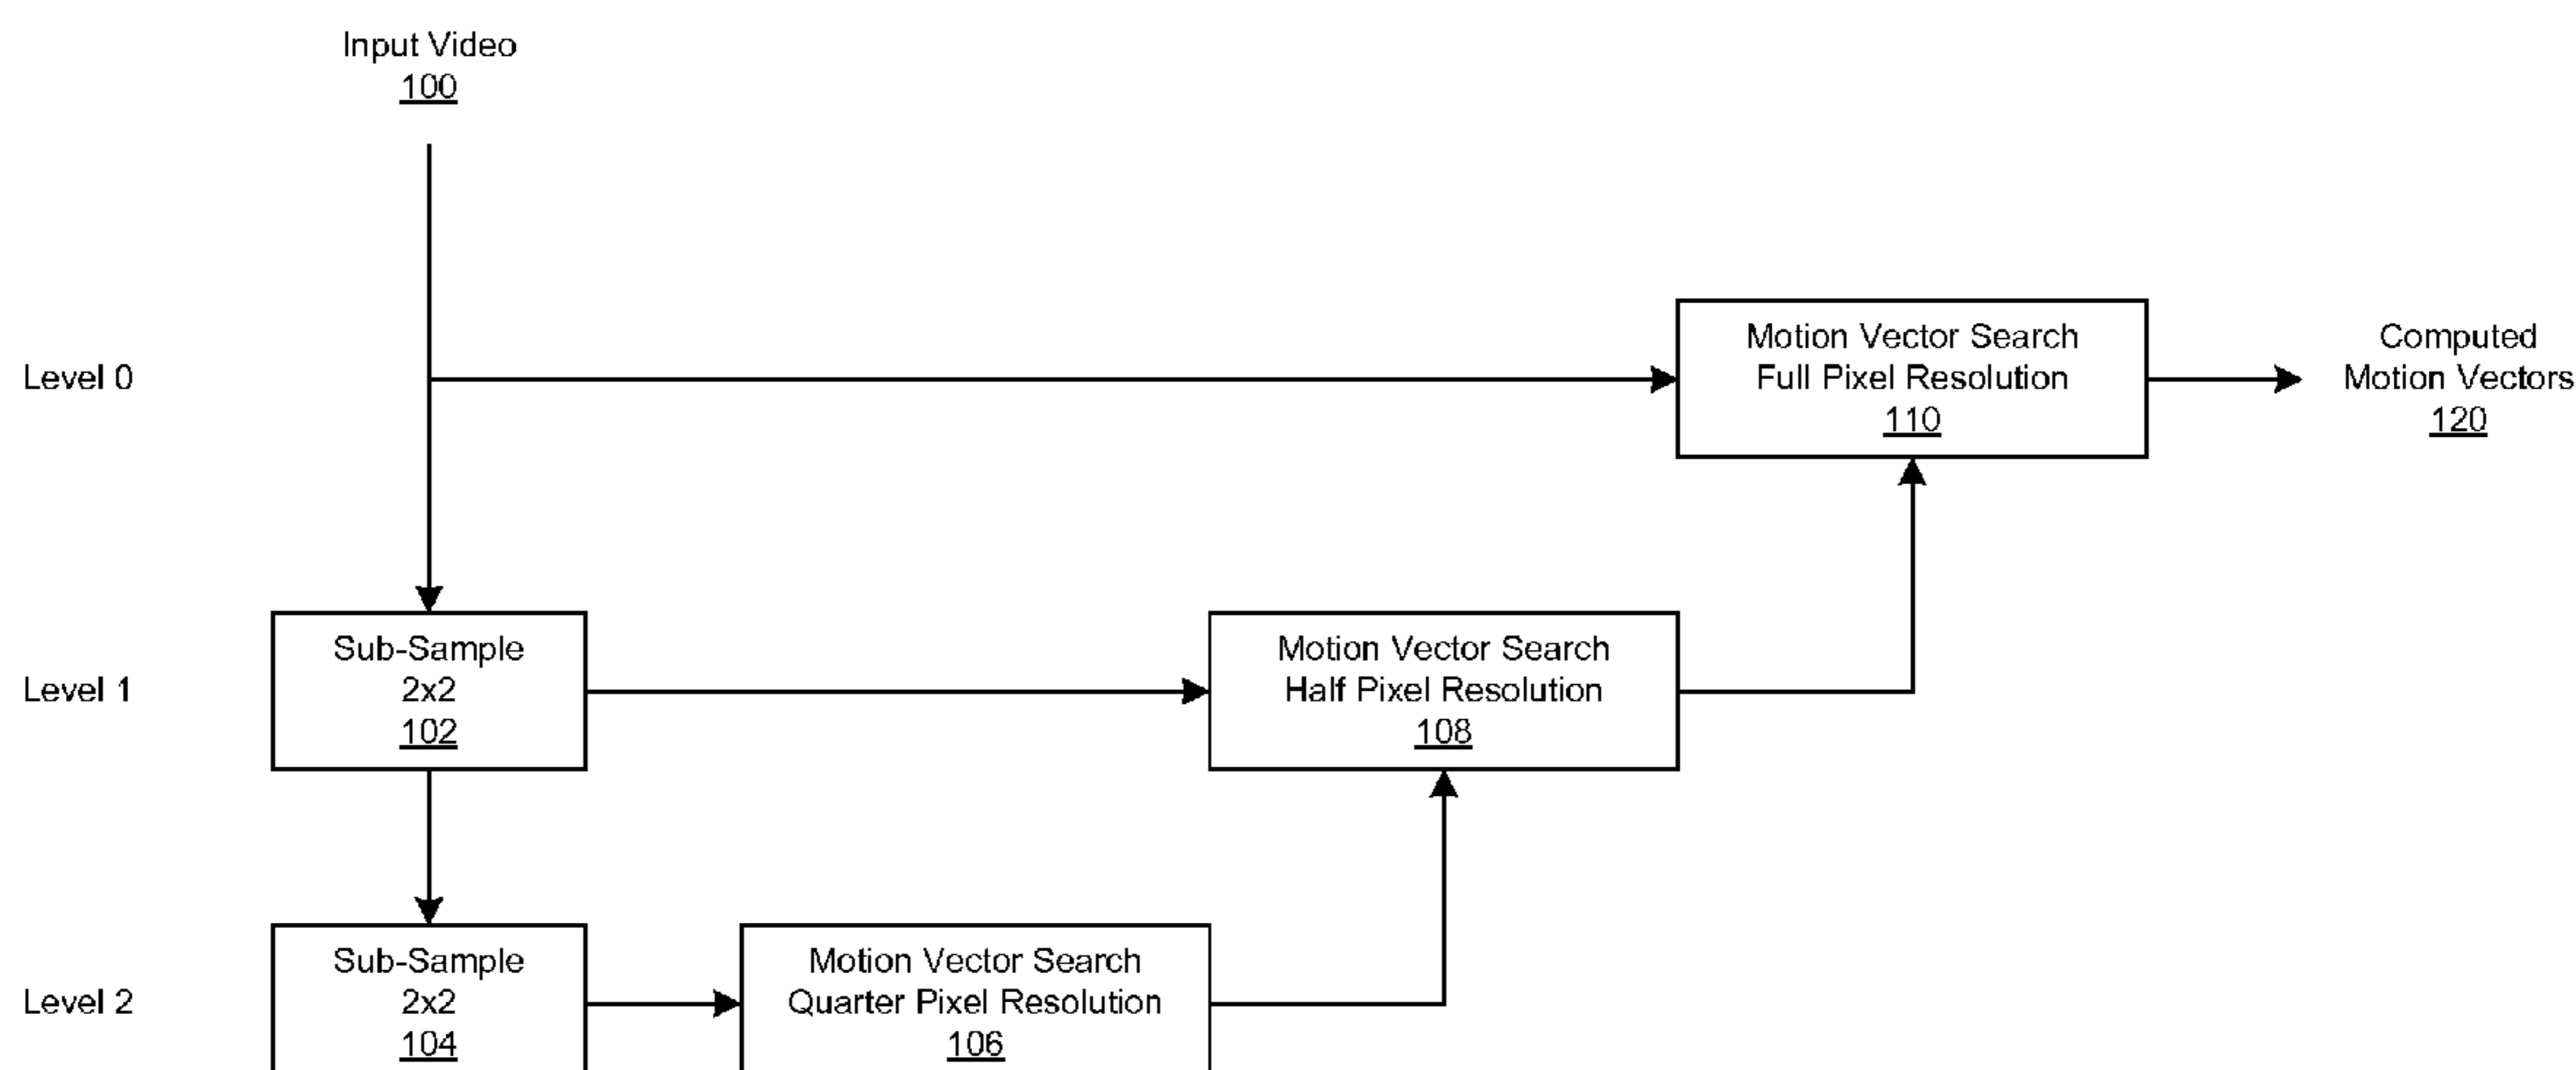 Input Video
100
Level 0
Motion Vector Search
Full Pixel Resolution
110
Computed
Motion Vectors
120
Level 1
Sub-Sample
2x2
102
Motion Vector Search
Half Pixel Resolution
108
Level 2
Sub-Sample
2x2
104
Motion Vector Search
Quarter Pixel Resolution
106